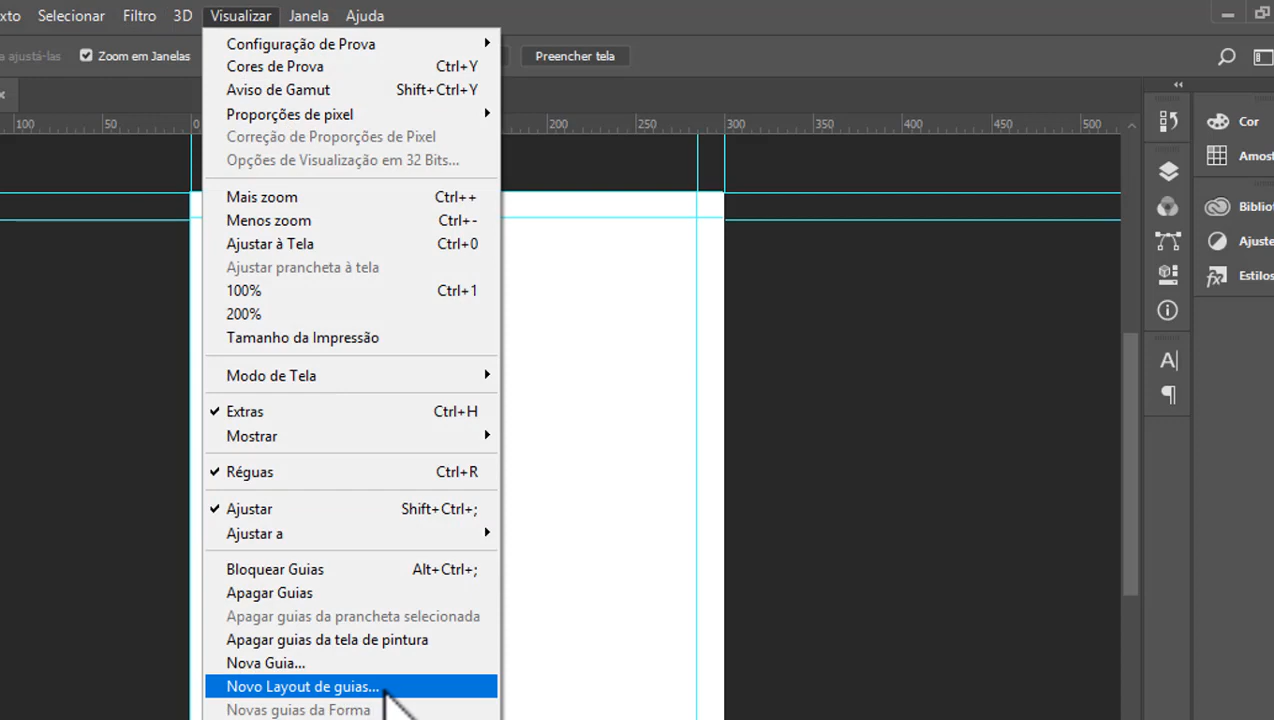 xto Selecionar Filtro 3D Visualizar Janela Ajuda
a ajustá-las Zoom em Janelas Preencher tela
100 50 0 200 250 300 350 400 450 500
Configuração de Prova
Cores de Prova Ctrl+Y
Aviso de Gamut Shift+Ctrl+Y
Proporções de pixel
Correção de Proporções de Pixel
Opções de Visualização em 32 Bits...
Mais zoom Ctrl++
Menos zoom Ctrl+-
Ajustar à Tela Ctrl+0
Ajustar prancheta à tela
100% Ctrl+1
200%
Tamanho da Impressão
Modo de Tela
Extras Ctrl+H
Mostrar
Réguas Ctrl+R
Ajustar Shift+Ctrl+;
Ajustar a
Bloquear Guias Alt+Ctrl+;
Apagar Guias
Apagar guias da prancheta selecionada
Apagar guias da tela de pintura
Nova Guia...
Novo Layout de guias...
Novas guias da Forma
Cor
Amost
Bibliot
Ajuste
Estilos